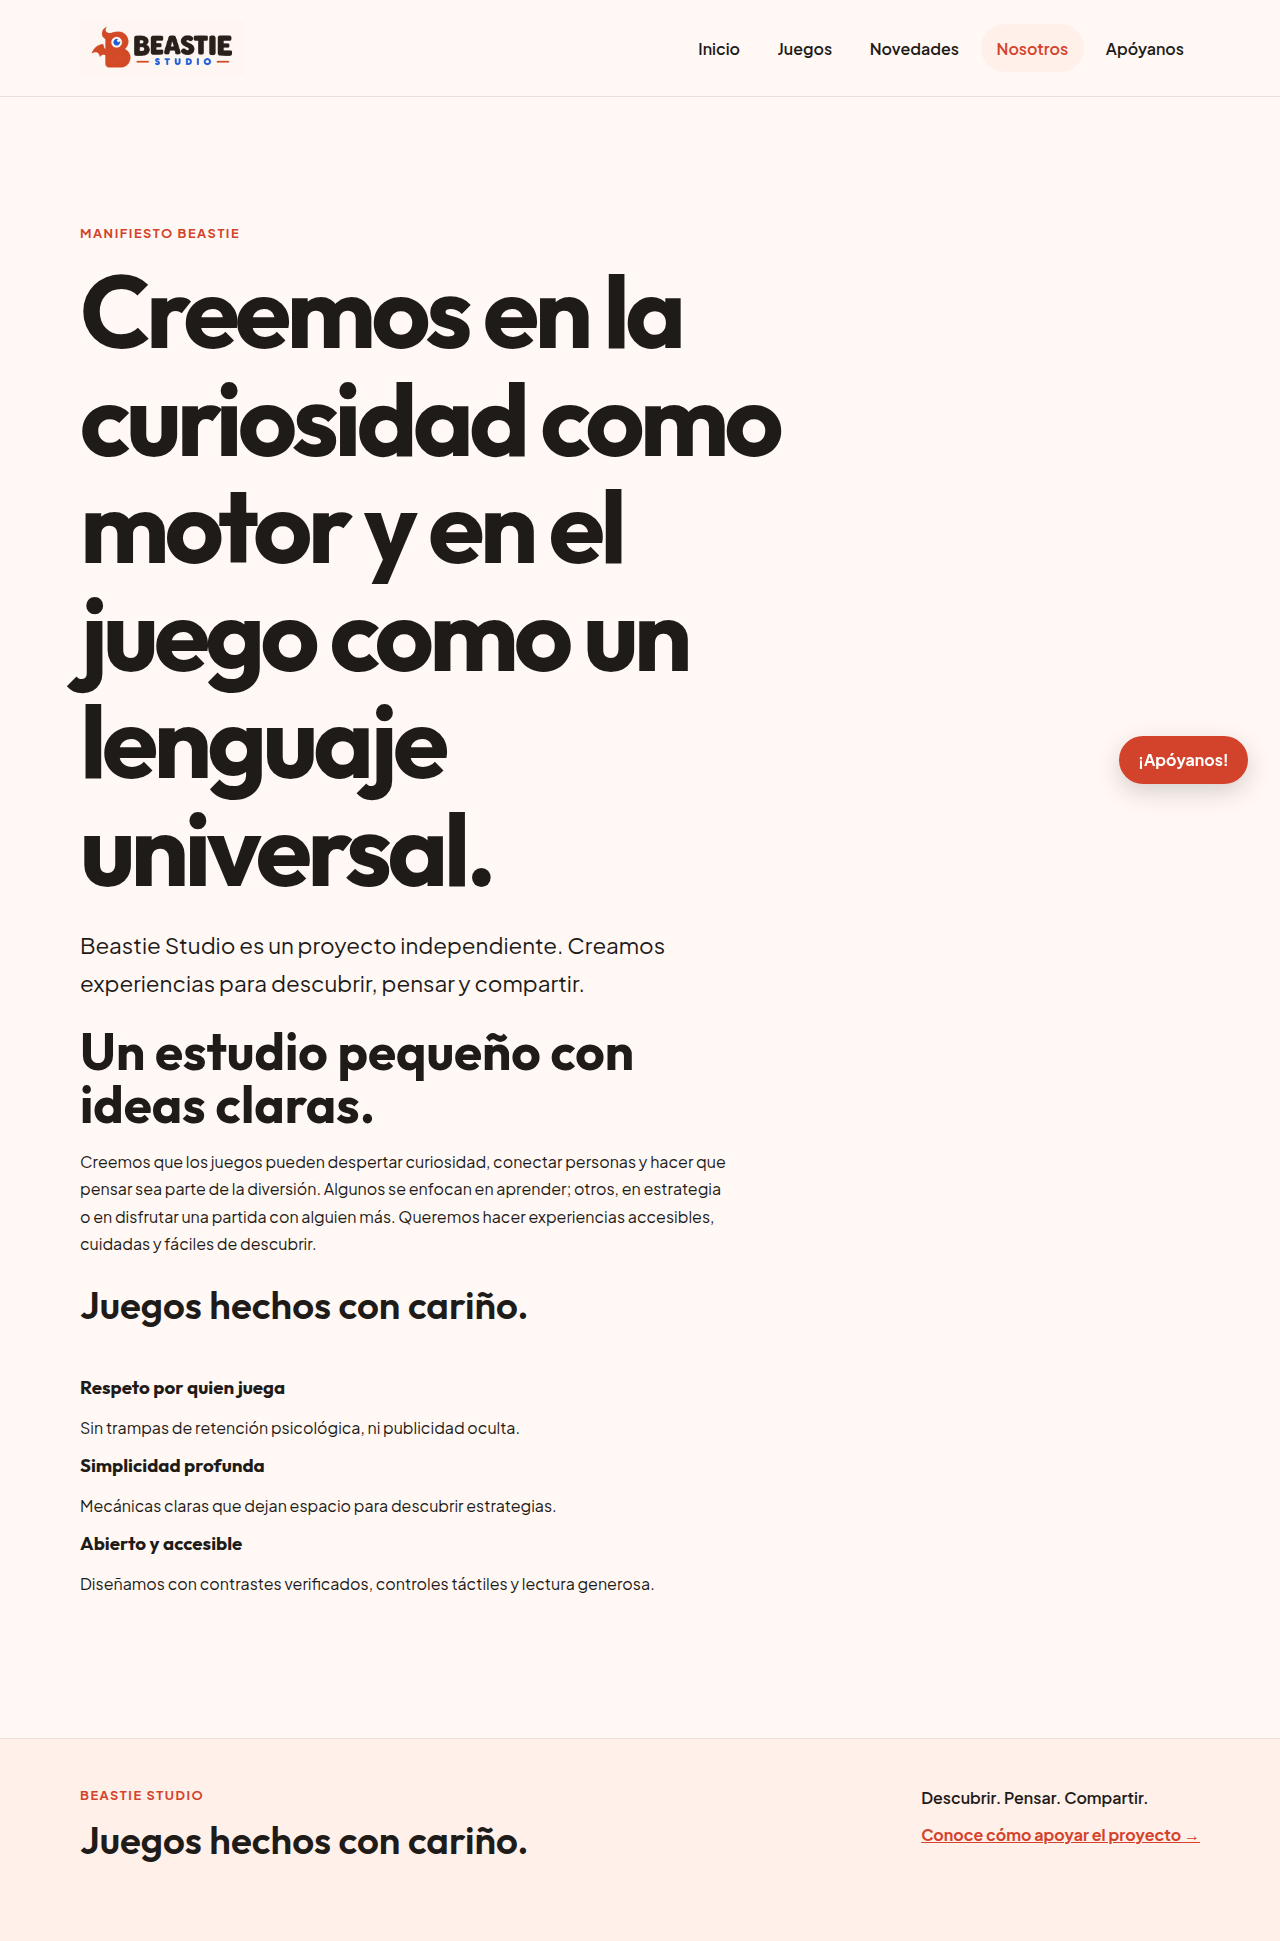 BEASTIE
STUDIO
Inicio
Juegos
Novedades
Nosotros
Apóyanos
MANIFIESTO BEASTIE
Creemos en la
curiosidad como
motor y en el
juego como un
lenguaje
universal.
¡Apóyanos!
Beastie Studio es un proyecto independiente. Creamos
experiencias para descubrir, pensar y compartir.
Un estudio pequeño con
ideas claras.
Creemos que los juegos pueden despertar curiosidad, conectar personas y hacer que
pensar sea parte de la diversión. Algunos se enfocan en aprender; otros, en estrategia
o en disfrutar una partida con alguien más. Queremos hacer experiencias accesibles,
cuidadas y fáciles de descubrir.
Juegos hechos con cariño.
Respeto por quien juega
Sin trampas de retención psicológica, ni publicidad oculta.
Simplicidad profunda
Mecánicas claras que dejan espacio para descubrir estrategias.
Abierto y accesible
Diseñamos con contrastes verificados, controles táctiles y lectura generosa.
BEASTIE STUDIO
Juegos hechos con cariño.
Descubrir. Pensar. Compartir.
Conoce cómo apoyar el proyecto →